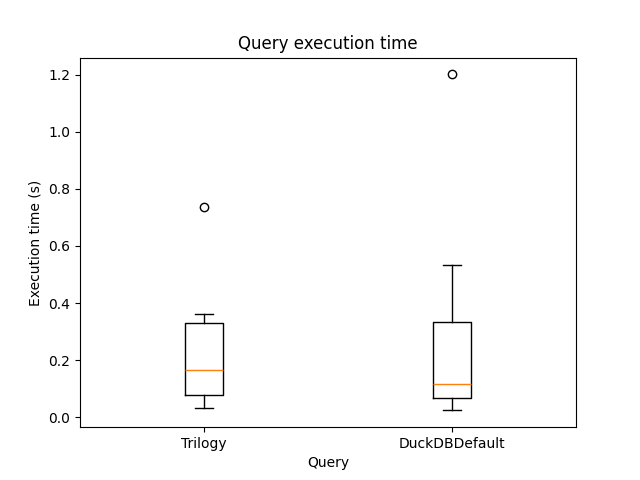 Query execution time
Execution time (s)
1.2
1.0
0.8
0.6
0.4
0.2
0.0
Trilogy
DuckDBDefault
Query